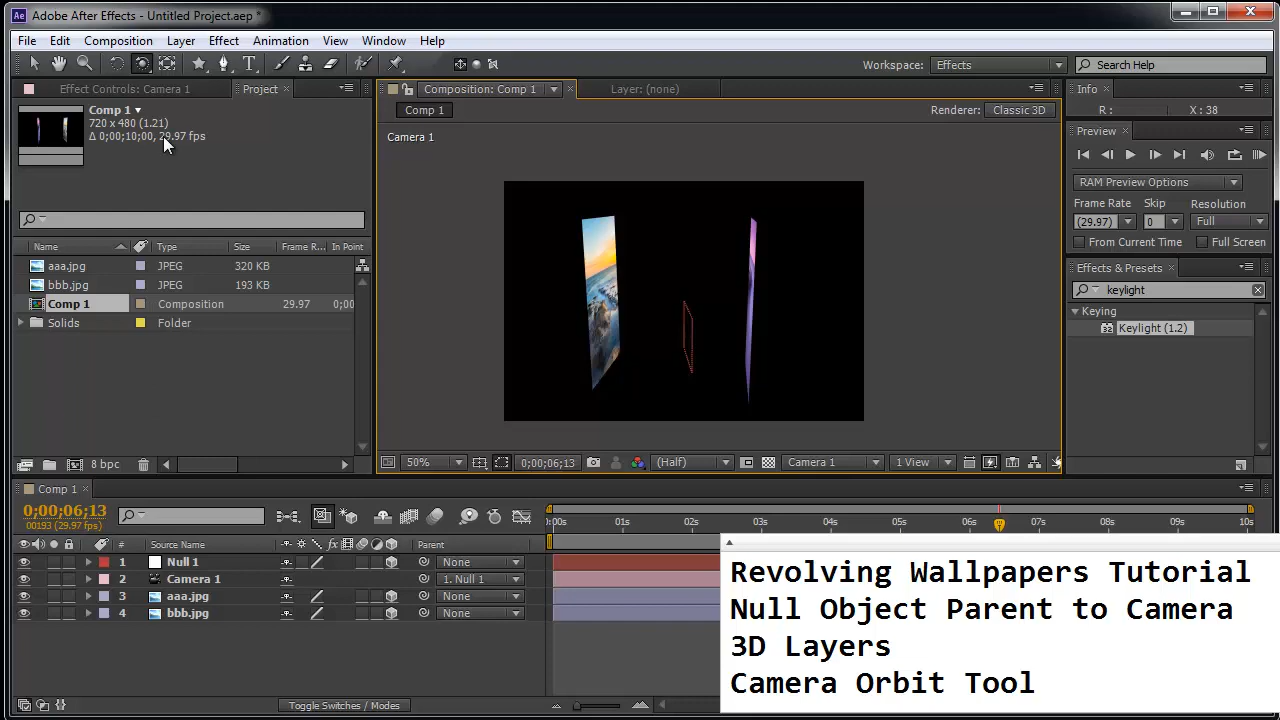 Adobe After Effects - Untitled Project.aep *
File Edit Composition Layer Effect Animation View Window Help
Workspace: Effects Search Help
Effect Controls: Camera 1 Project Composition: Comp 1 Layer: (none) Info
Comp 1
720 x 480 (1.21)
Δ 0;00;10;00, 29.97 fps
Comp 1 Renderer: Classic 3D R : X : 38
Camera 1
Preview
RAM Preview Options
Frame Rate Skip Resolution
(29.97) 0 Full
From Current Time Full Screen
Effects & Presets
keylight
Keying
Keylight (1.2)
Name Type Size Frame R... In Point
aaa.jpg JPEG 320 KB
bbb.jpg JPEG 193 KB
Comp 1 Composition 29.97 0;00
Solids Folder
8 bpc 50% 0;00;06;13 (Half) Camera 1 1 View
Comp 1
0;00;06;13
00193 (29.97 fps)
0:00s 01s 02s 03s 04s 05s 06s 07s 08s 09s 10s
# Source Name Parent
1 Null 1 None
2 Camera 1 1. Null 1
3 aaa.jpg None
4 bbb.jpg None
Toggle Switches / Modes
Revolving Wallpapers Tutorial
Null Object Parent to Camera
3D Layers
Camera Orbit Tool